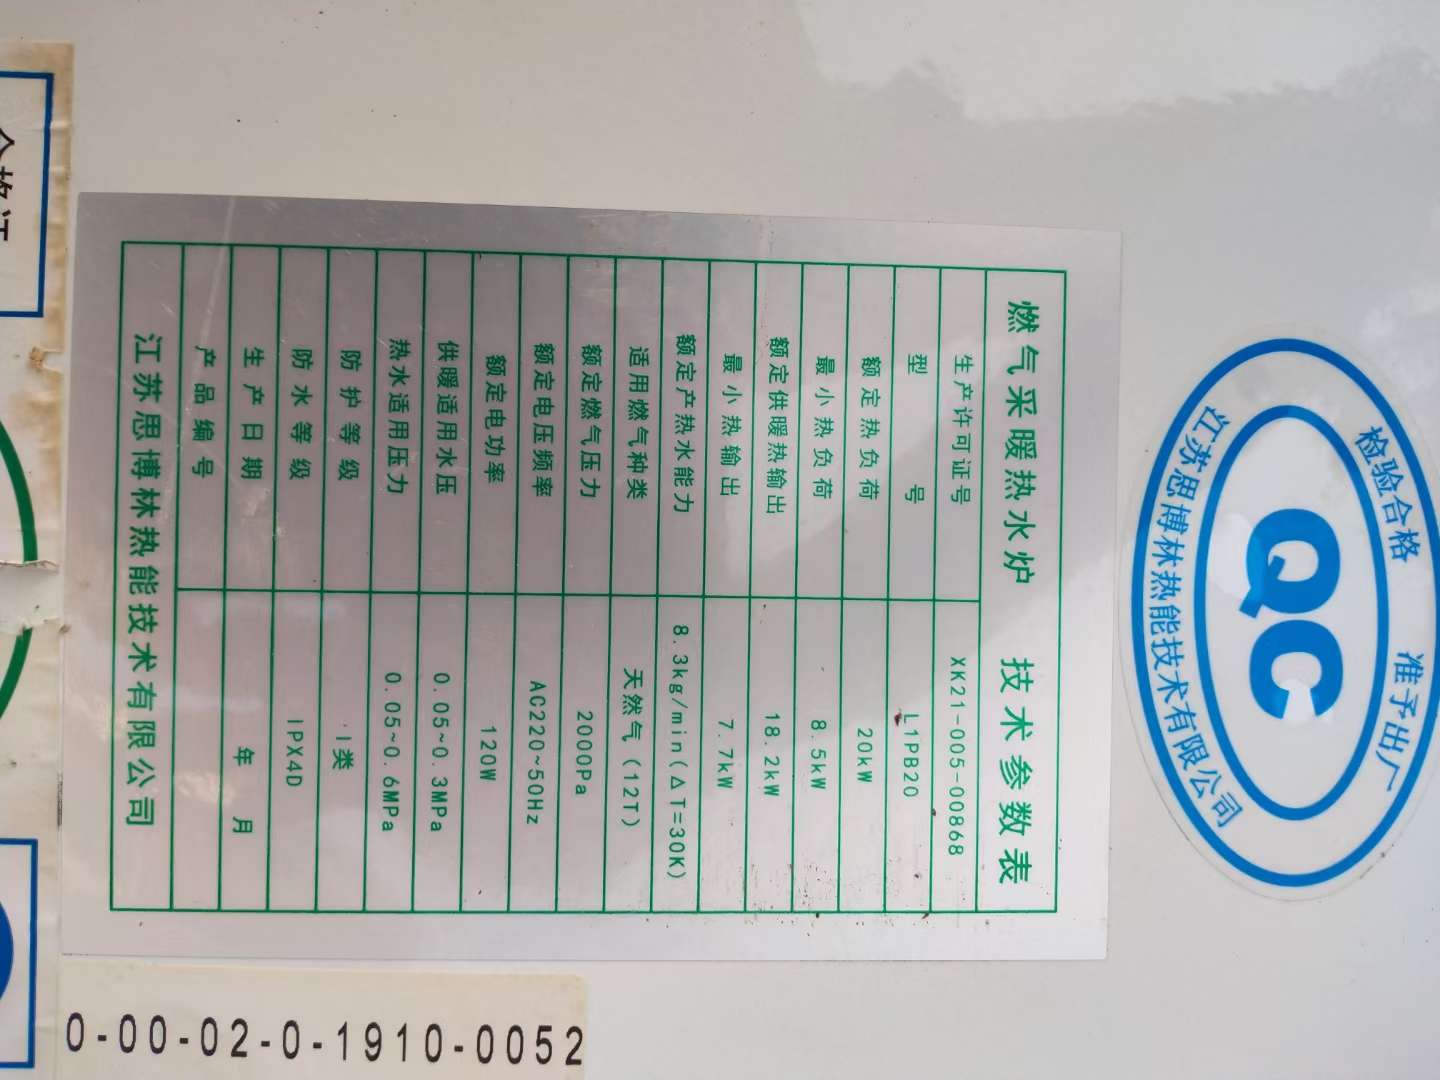 燃气采暖热水炉 技术参数表
生产许可证号 XK21-005-00868
型 号 L1PB20
额定热负荷 20kW
最小热负荷 8.5kW
额定供暖热输出 18.2kW
最小热输出 7.7kW
额定产热水能力 8.3kg/min(ΔT=30K)
适用燃气种类 天然气(12T)
额定燃气压力 2000Pa
额定电压频率 AC220~50Hz
额定电功率 120W
供暖适用水压 0.05~0.3MPa
热水适用压力 0.05~0.6MPa
防护等级 I类
防水等级 IPX4D
生产日期 年 月
产品编号
江苏思博林热能技术有限公司
检验合格 准予出厂
QC
江苏思博林热能技术有限公司
0-00-02-0-1910-0052